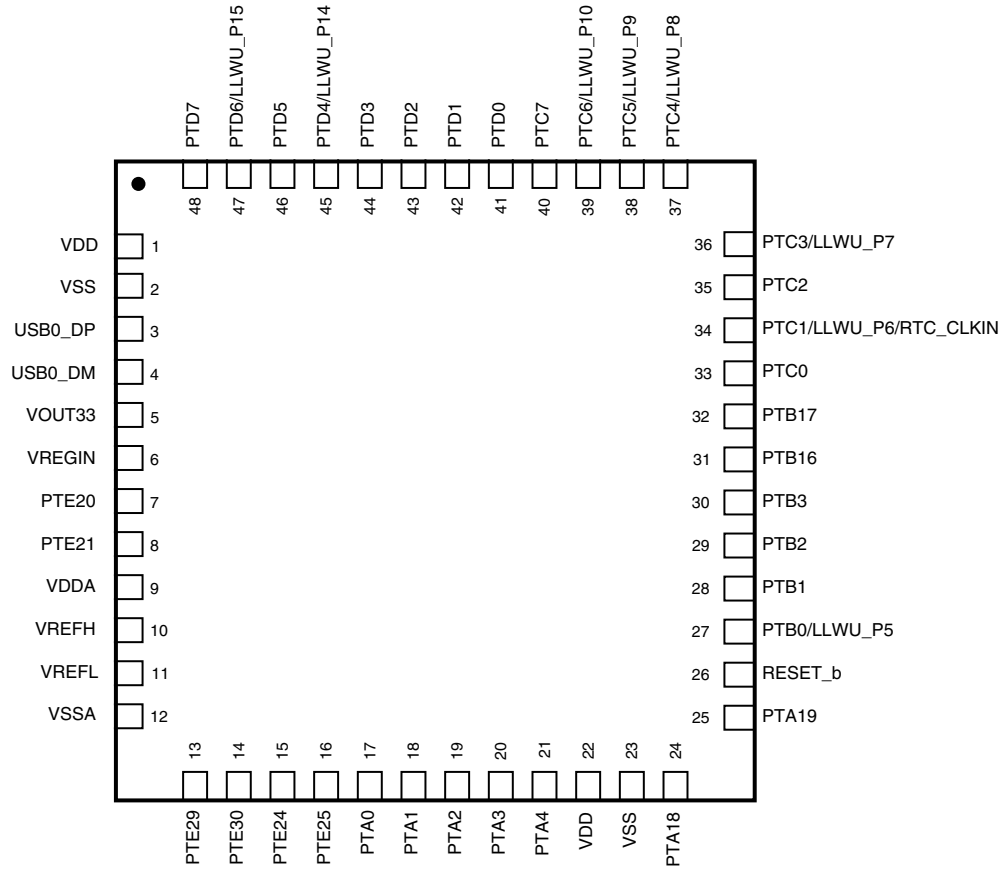 PTD7
PTD6/LLWU_P15
PTD5
PTD4/LLWU_P14
PTD3
PTD2
PTD1
PTD0
PTC7
PTC6/LLWU_P10
PTC5/LLWU_P9
PTC4/LLWU_P8
48
47
46
45
44
43
42
41
40
39
38
37
VDD 1
VSS 2
USB0_DP 3
USB0_DM 4
VOUT33 5
VREGIN 6
PTE20 7
PTE21 8
VDDA 9
VREFH 10
VREFL 11
VSSA 12
36 PTC3/LLWU_P7
35 PTC2
34 PTC1/LLWU_P6/RTC_CLKIN
33 PTC0
32 PTB17
31 PTB16
30 PTB3
29 PTB2
28 PTB1
27 PTB0/LLWU_P5
26 RESET_b
25 PTA19
13
14
15
16
17
18
19
20
21
22
23
24
PTE29
PTE30
PTE24
PTE25
PTA0
PTA1
PTA2
PTA3
PTA4
VDD
VSS
PTA18